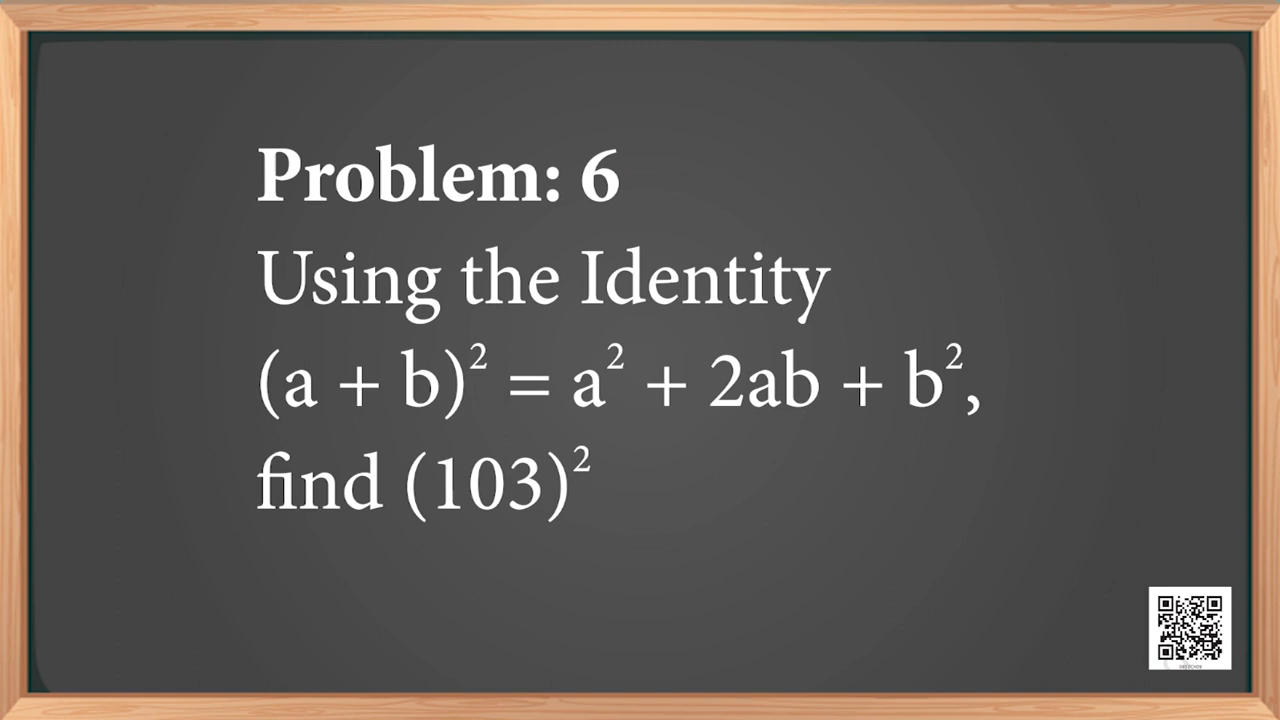 Problem: 6
Using the Identity
(a + b)² = a² + 2ab + b²,
find (103)²